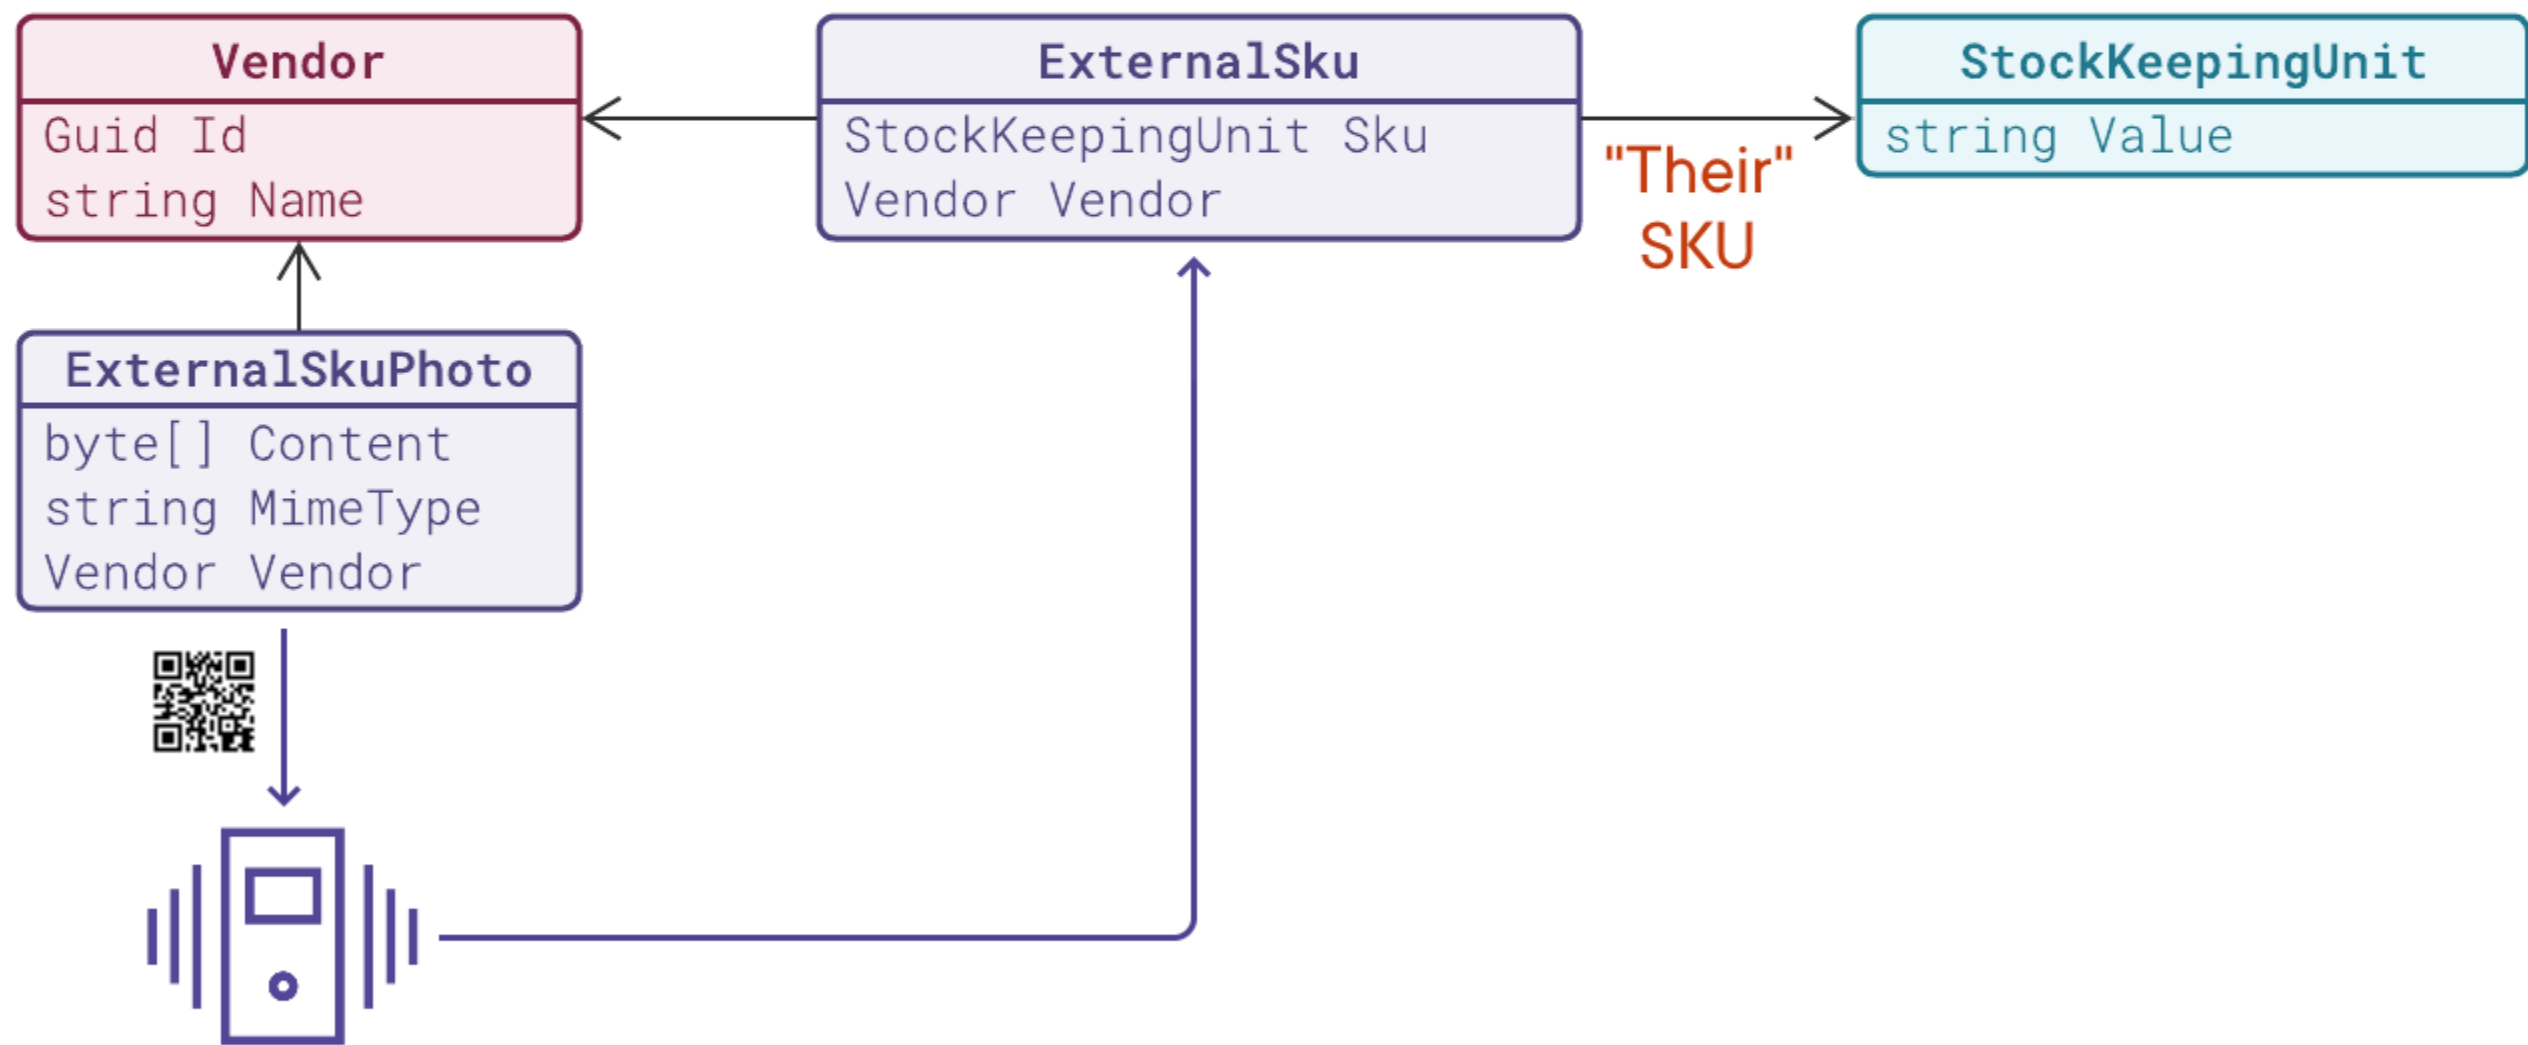 Vendor
Guid Id
string Name
ExternalSku
StockKeepingUnit Sku
Vendor Vendor
"Their"
SKU
StockKeepingUnit
string Value
ExternalSkuPhoto
byte[] Content
string MimeType
Vendor Vendor